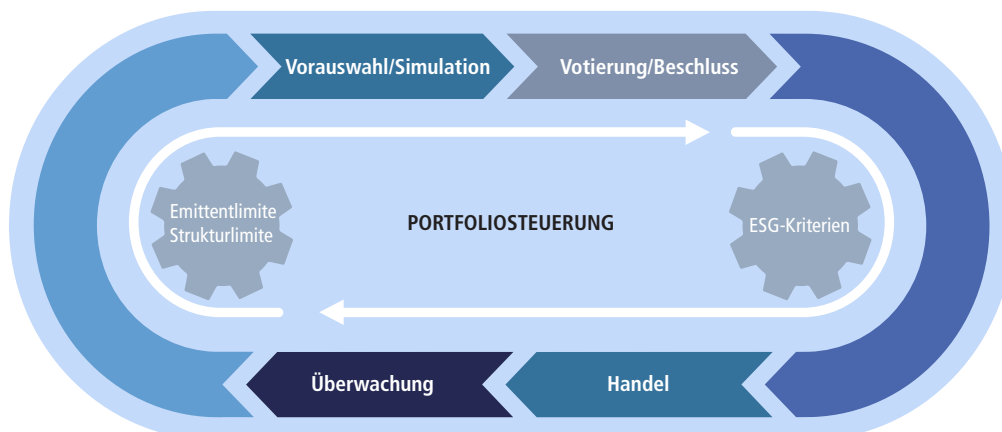 Vorauswahl/Simulation
Votierung/Beschluss
Emittentlimite
Strukturlimite
PORTFOLIOSTEUERUNG
ESG-Kriterien
Überwachung
Handel